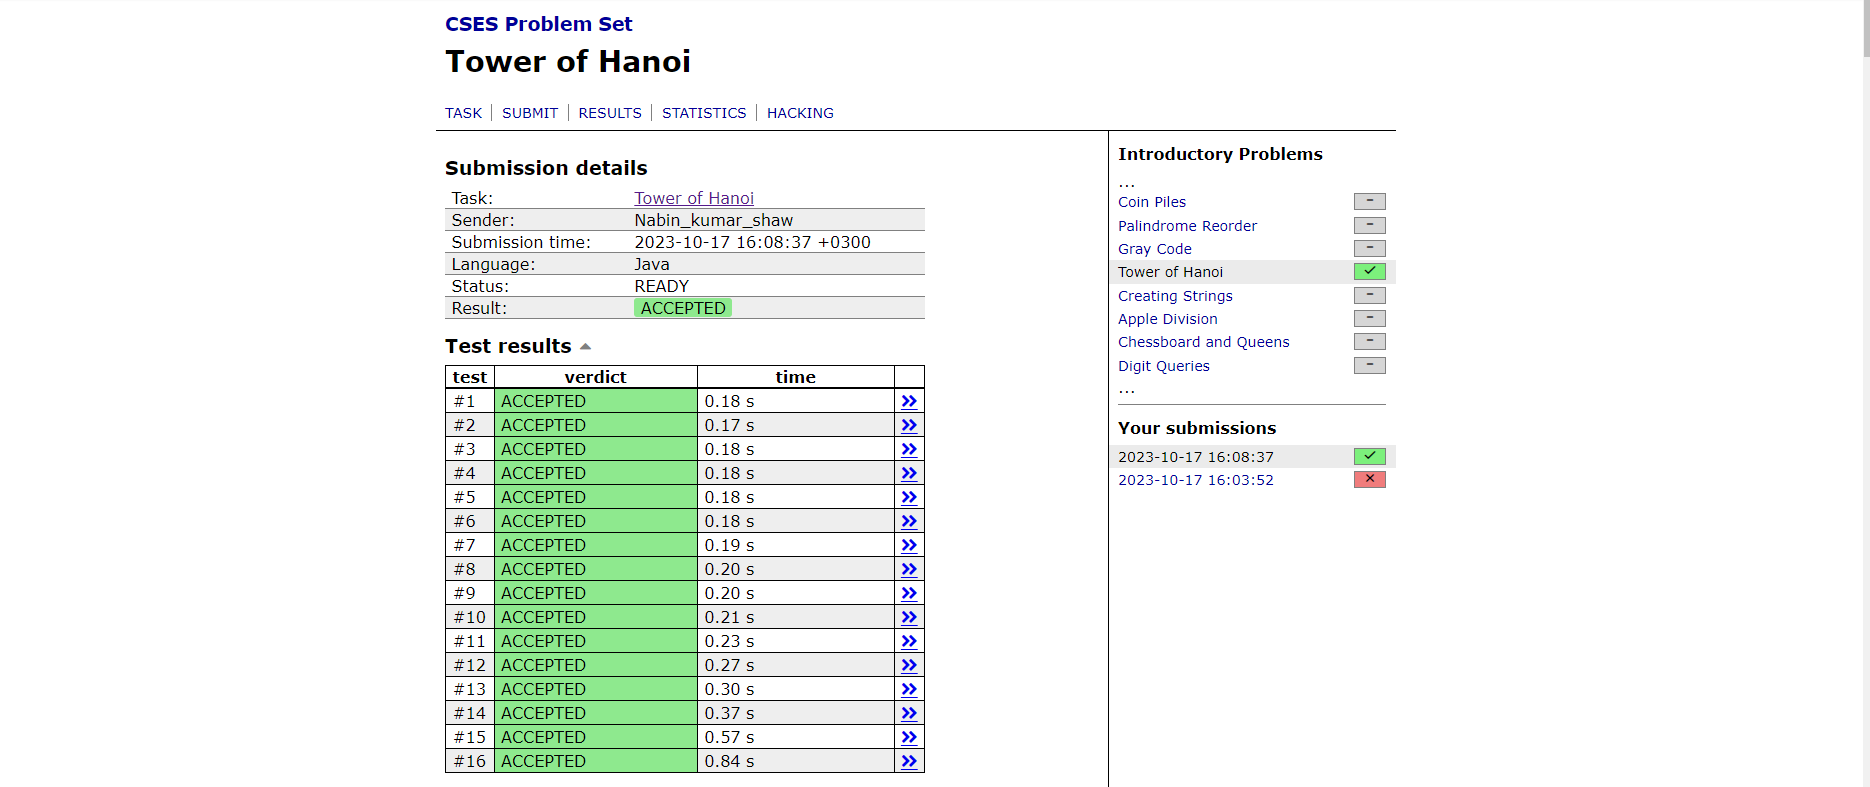 CSES Problem Set
Tower of Hanoi
TASK | SUBMIT | RESULTS | STATISTICS | HACKING
Submission details
Task: Tower of Hanoi
Sender: Nabin_kumar_shaw
Submission time: 2023-10-17 16:08:37 +0300
Language: Java
Status: READY
Result: ACCEPTED
Test results
test verdict time
#1 ACCEPTED 0.18 s »
#2 ACCEPTED 0.17 s »
#3 ACCEPTED 0.18 s »
#4 ACCEPTED 0.18 s »
#5 ACCEPTED 0.18 s »
#6 ACCEPTED 0.18 s »
#7 ACCEPTED 0.19 s »
#8 ACCEPTED 0.20 s »
#9 ACCEPTED 0.20 s »
#10 ACCEPTED 0.21 s »
#11 ACCEPTED 0.23 s »
#12 ACCEPTED 0.27 s »
#13 ACCEPTED 0.30 s »
#14 ACCEPTED 0.37 s »
#15 ACCEPTED 0.57 s »
#16 ACCEPTED 0.84 s »
Introductory Problems
...
Coin Piles –
Palindrome Reorder –
Gray Code –
Tower of Hanoi ✓
Creating Strings –
Apple Division –
Chessboard and Queens –
Digit Queries –
...
Your submissions
2023-10-17 16:08:37 ✓
2023-10-17 16:03:52 ×